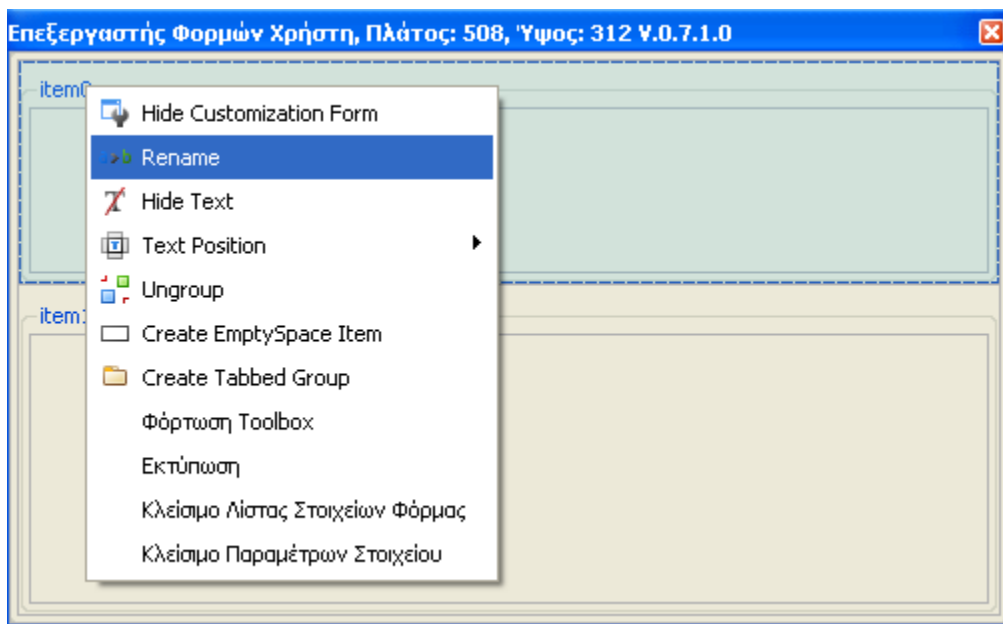 Επεξεργαστής Φορμών Χρήστη, Πλάτος: 508, Ύψος: 312 V.0.7.1.0
item0
Hide Customization Form
Rename
Hide Text
Text Position
Ungroup
item1
Create EmptySpace Item
Create Tabbed Group
Φόρτωση Toolbox
Εκτύπωση
Κλείσιμο Λίστας Στοιχείων Φόρμας
Κλείσιμο Παραμέτρων Στοιχείου